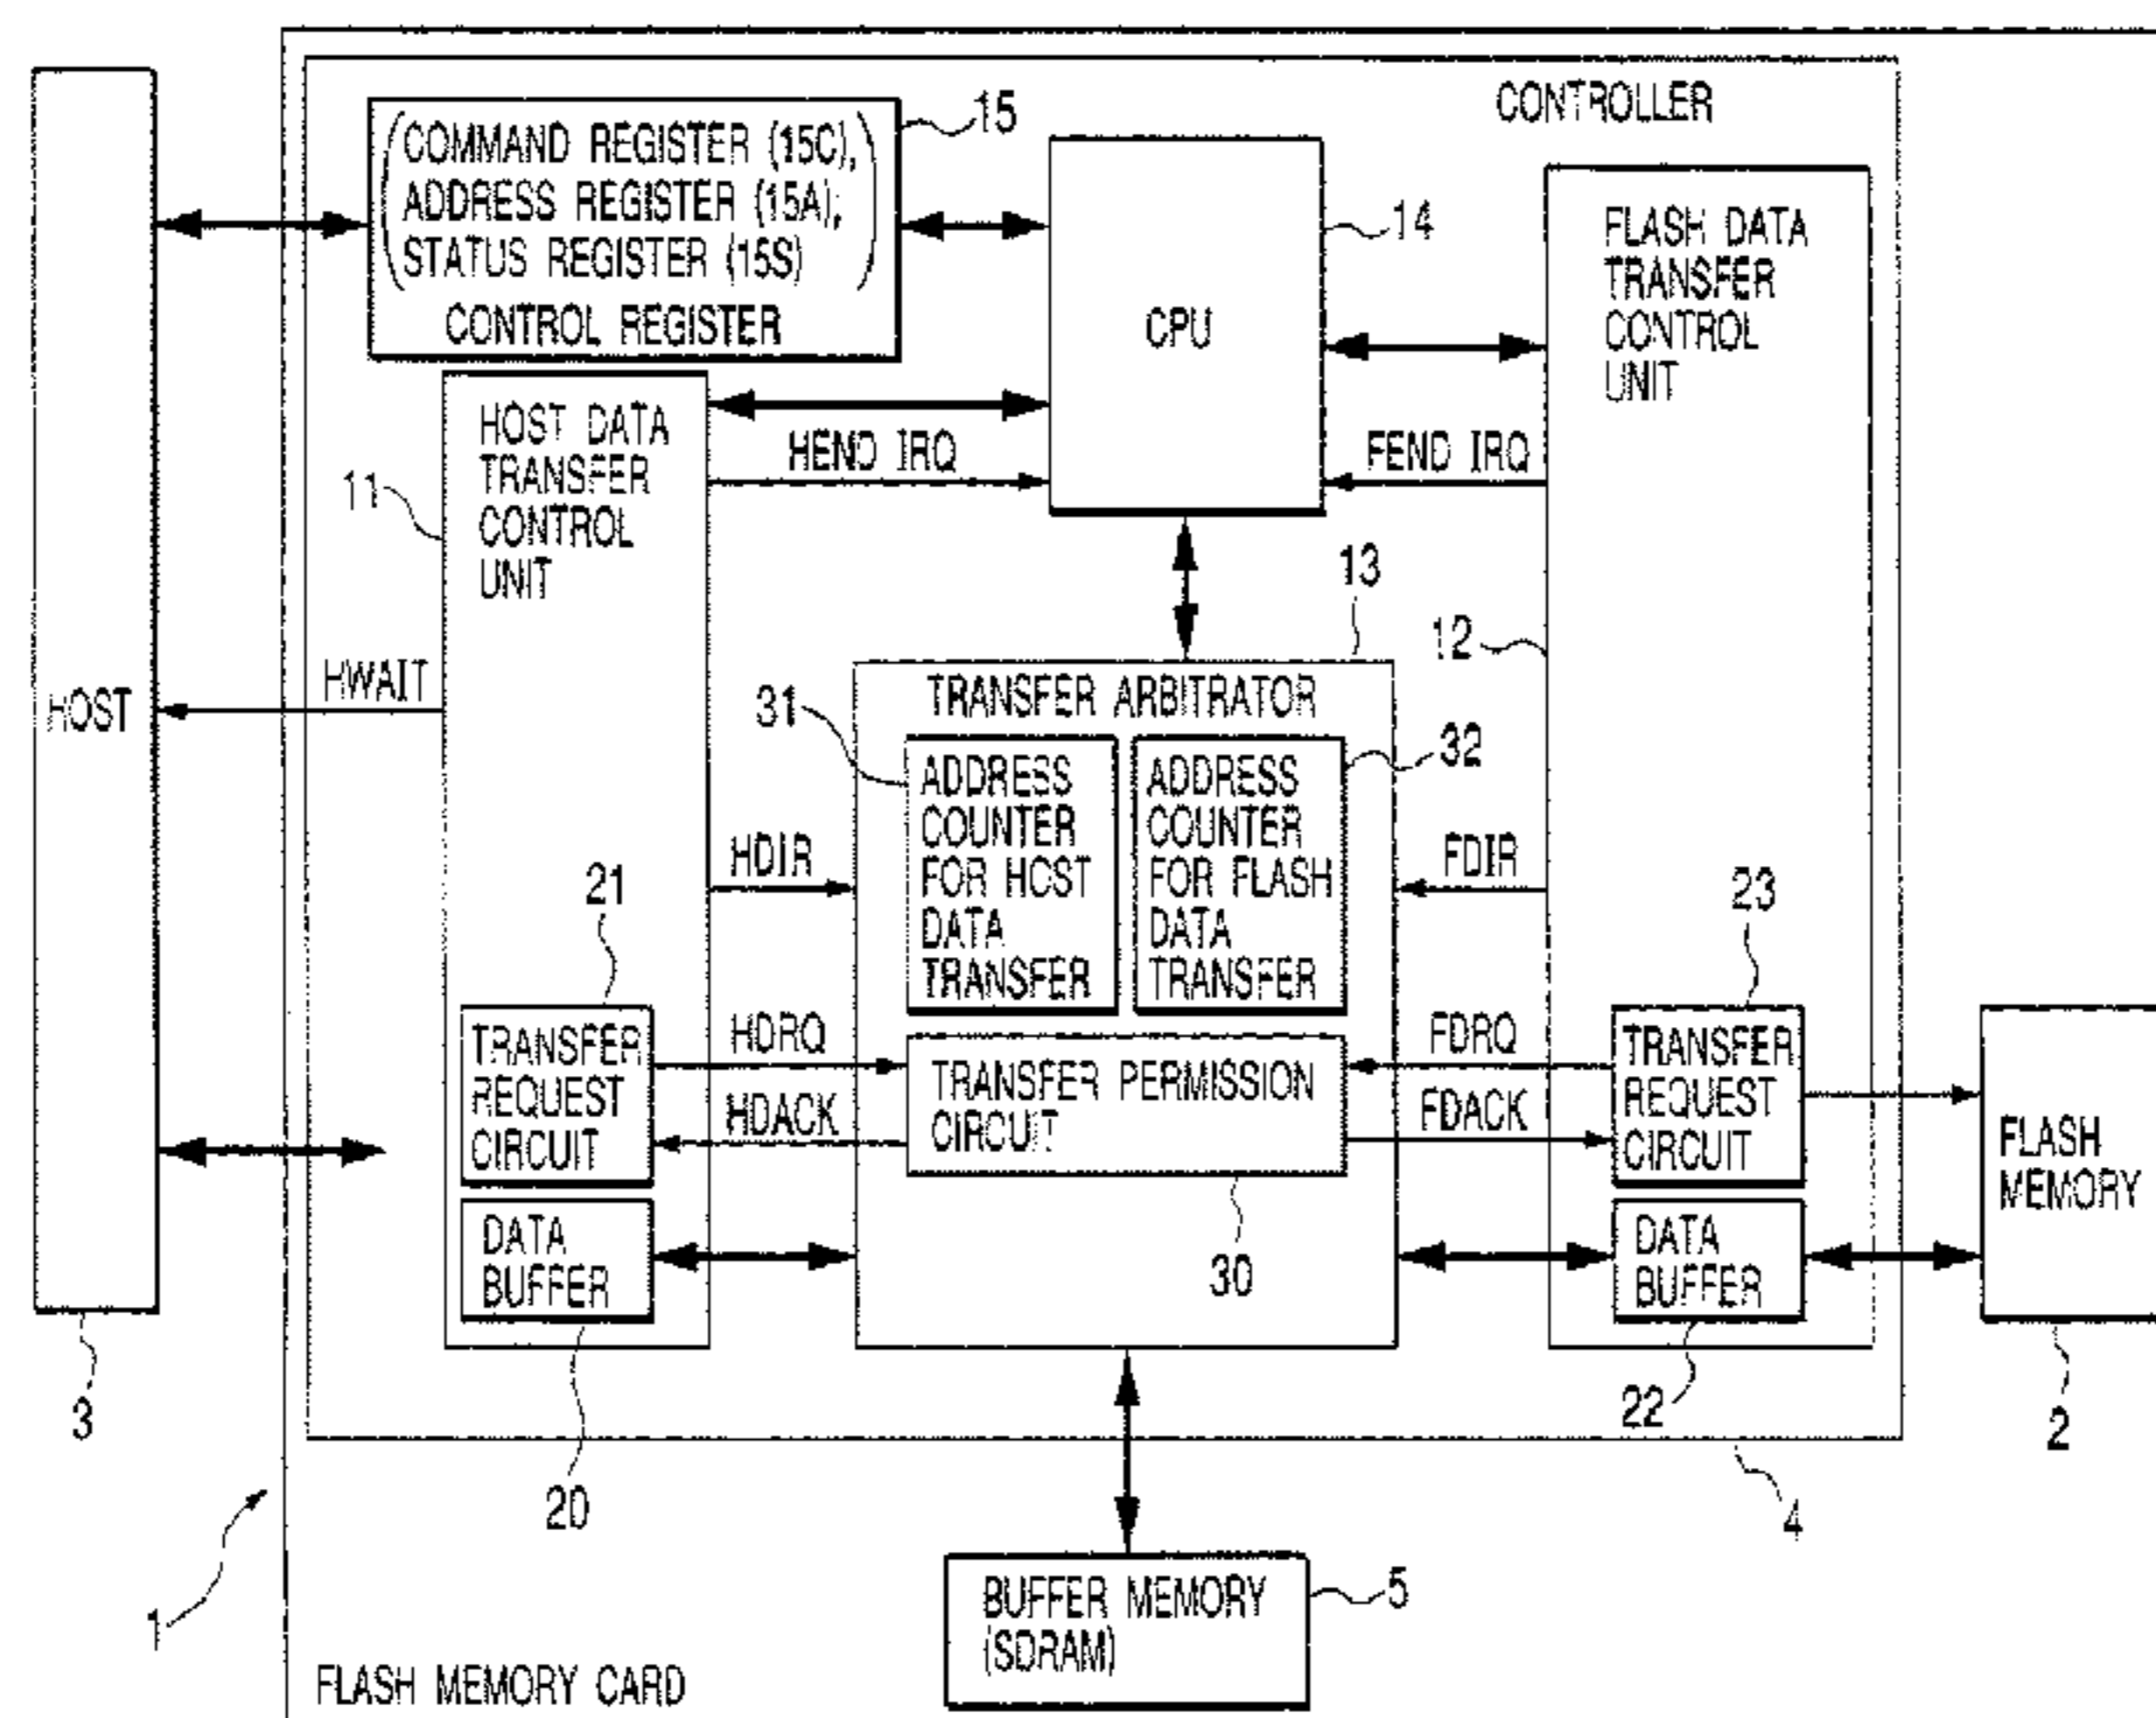 CONTROLLER
(COMMAND REGISTER (15C),
ADDRESS REGISTER (15A);
STATUS REGISTER (15S))
CONTROL REGISTER
15
CPU
14
FLASH DATA
TRANSFER
CONTROL
UNIT
HOST DATA
TRANSFER
CONTROL
UNIT
11
HEND IRQ
FEND IRQ
13
12
HWAIT
HOST
TRANSFER ARBITRATOR
31
32
ADDRESS
COUNTER
FOR HOST
DATA
TRANSFER
ADDRESS
COUNTER
FOR FLASH
DATA
TRANSFER
HDIR
FDIR
21
23
TRANSFER
REQUEST
CIRCUIT
HDRQ
HDACK
TRANSFER PERMISSION
CIRCUIT
FDRQ
FDACK
TRANSFER
REQUEST
CIRCUIT
FLASH
MEMORY
DATA
BUFFER
30
DATA
BUFFER
3
20
22
2
4
1
BUFFER MEMORY
(SDRAM)
5
FLASH MEMORY CARD